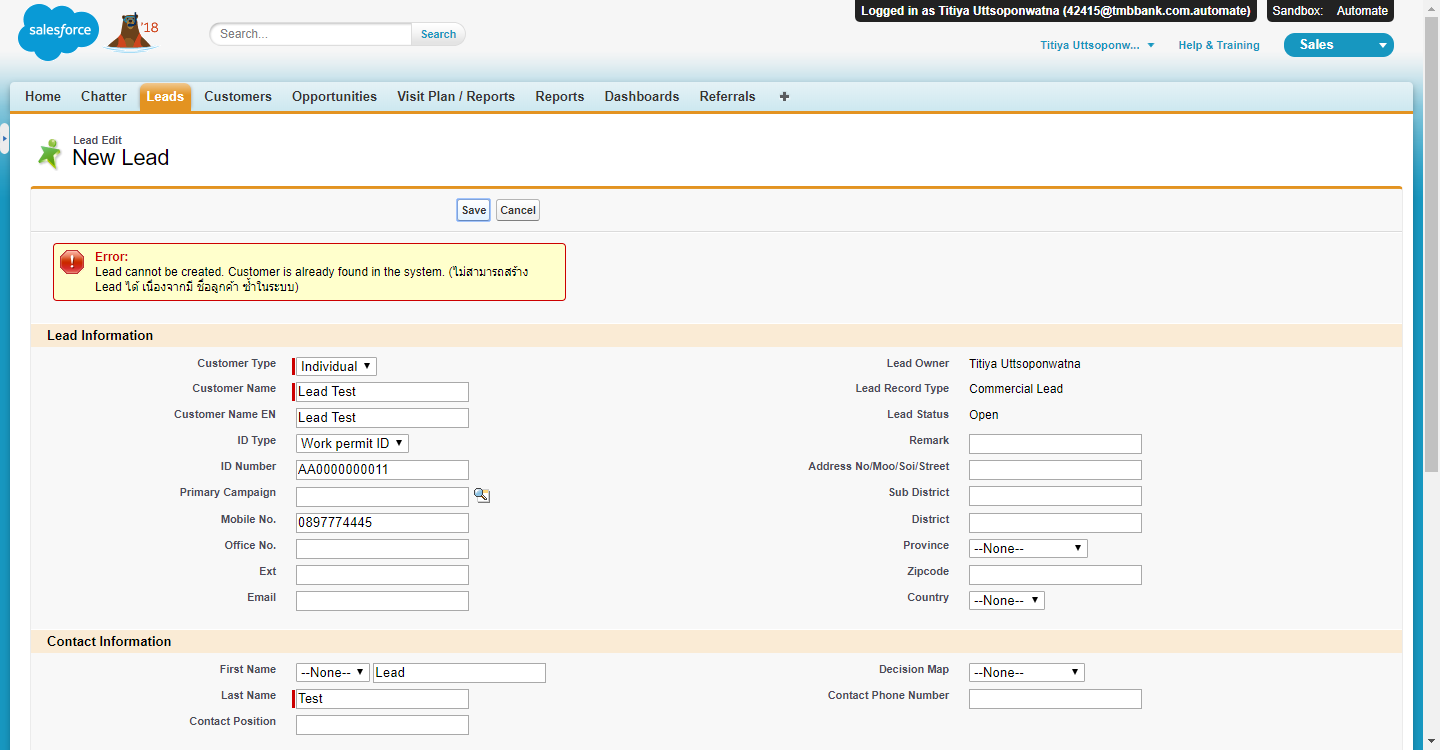 Logged in as Titiya Uttsoponwatna (42415@tmbbank.com.automate)
Sandbox: Automate
salesforce
'18
Search...
Search
Titiya Uttsoponw...
Help & Training
Sales
Home Chatter Leads Customers Opportunities Visit Plan / Reports Reports Dashboards Referrals +
Lead Edit
New Lead
Save Cancel
Error:
Lead cannot be created. Customer is already found in the system. (ไม่สามารถสร้าง
Lead ได้ เนื่องจากมี ชื่อลูกค้า ซ้ำในระบบ)
Lead Information
Customer Type Individual
Lead Owner Titiya Uttsoponwatna
Customer Name Lead Test
Lead Record Type Commercial Lead
Customer Name EN Lead Test
Lead Status Open
ID Type Work permit ID
Remark
ID Number AA0000000011
Address No/Moo/Soi/Street
Primary Campaign
Sub District
Mobile No. 0897774445
District
Office No.
Province --None--
Ext
Zipcode
Email
Country --None--
Contact Information
First Name --None-- Lead
Decision Map --None--
Last Name Test
Contact Phone Number
Contact Position